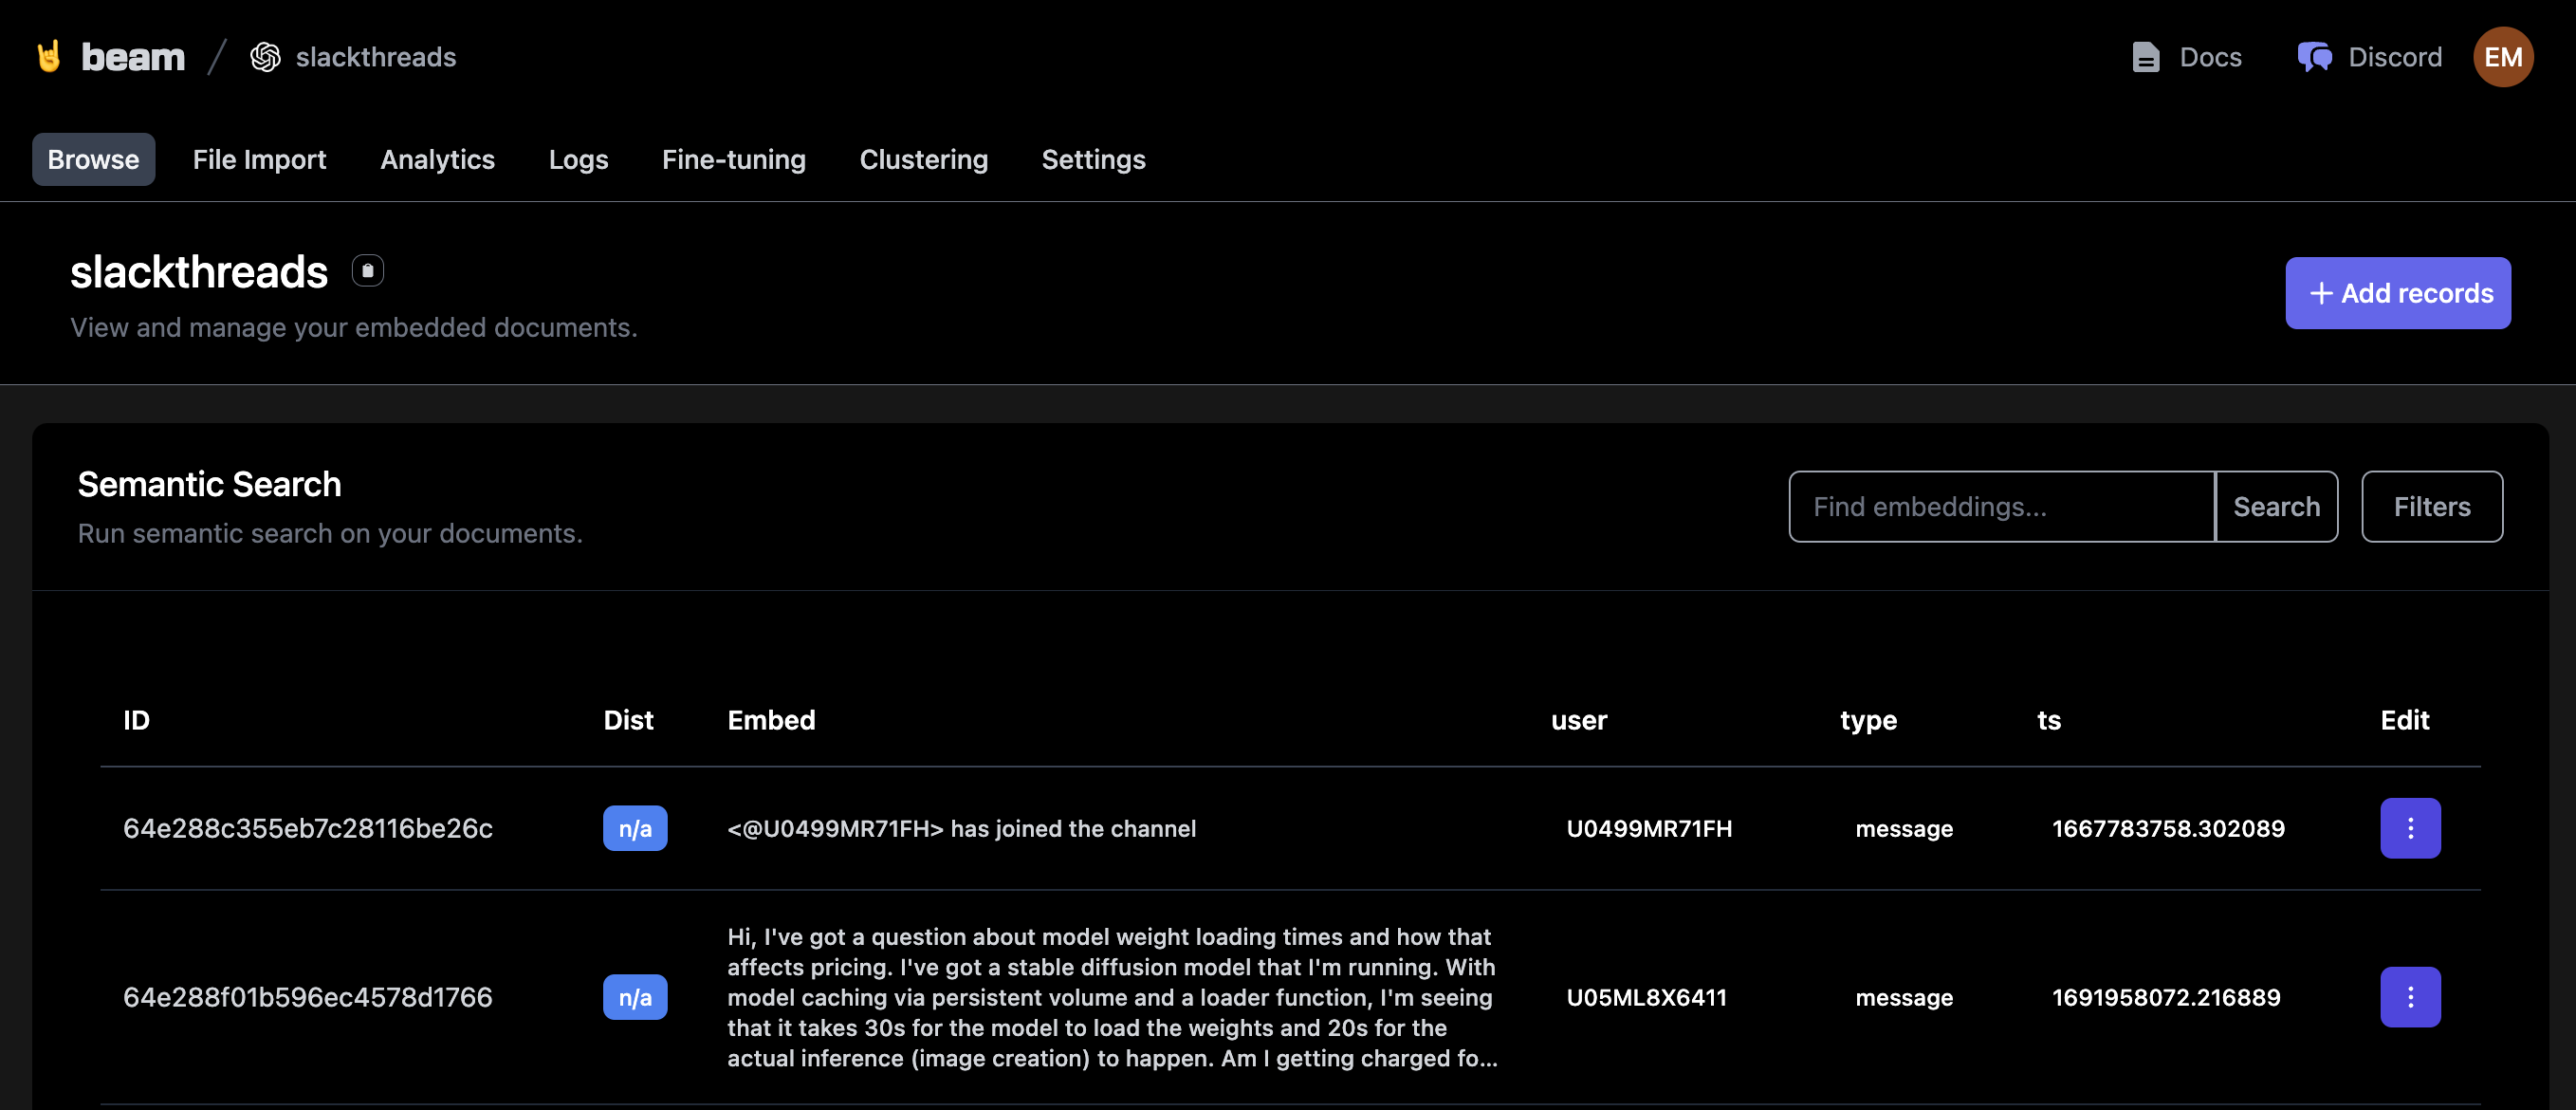 beam / slackthreads
Docs
Discord
EM
Browse
File Import
Analytics
Logs
Fine-tuning
Clustering
Settings
slackthreads
View and manage your embedded documents.
+ Add records
Semantic Search
Run semantic search on your documents.
Find embeddings...
Search
Filters
ID Dist Embed user type ts Edit
64e288c355eb7c28116be26c n/a <@U0499MR71FH> has joined the channel U0499MR71FH message 1667783758.302089
64e288f01b596ec4578d1766 n/a
Hi, I've got a question about model weight loading times and how that
affects pricing. I've got a stable diffusion model that I'm running. With
model caching via persistent volume and a loader function, I'm seeing
that it takes 30s for the model to load the weights and 20s for the
actual inference (image creation) to happen. Am I getting charged fo...
U05ML8X6411 message 1691958072.216889